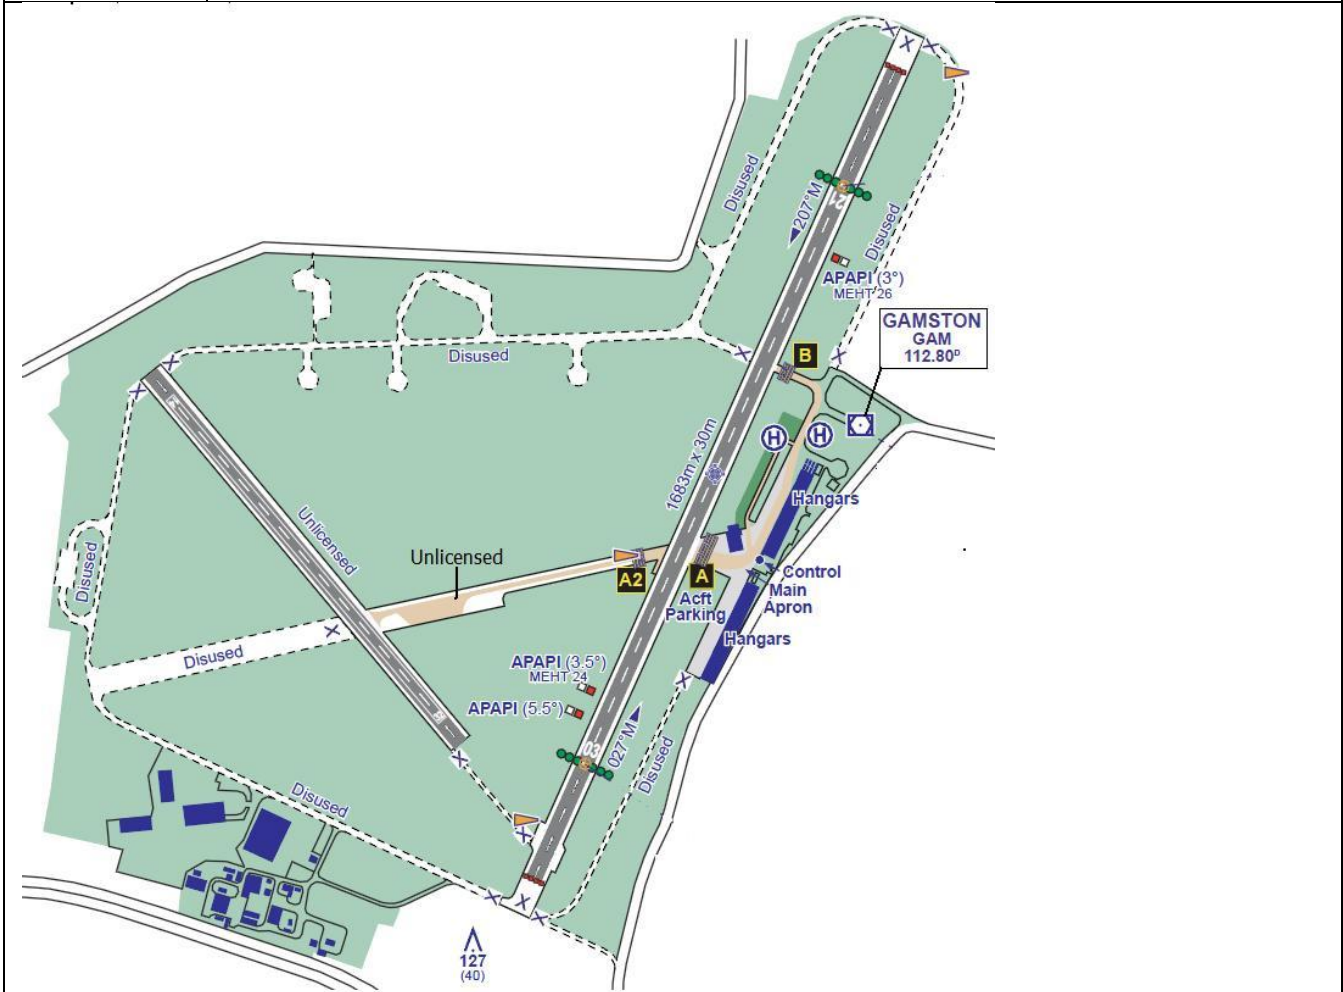 Disused
207°M
21
Disused
APAPI (3°)
MEHT 26
GAMSTON
GAM
112.80ᴰ
B
Disused
H
H
1683m x 30m
Hangars
Unlicensed
Unlicensed
A2
A
Control
Main
Apron
Acft
Parking
Disused
Hangars
Disused
APAPI (3.5°)
MEHT 24
APAPI (5.5°)
027°M
03
Disused
Disused
127
(40)